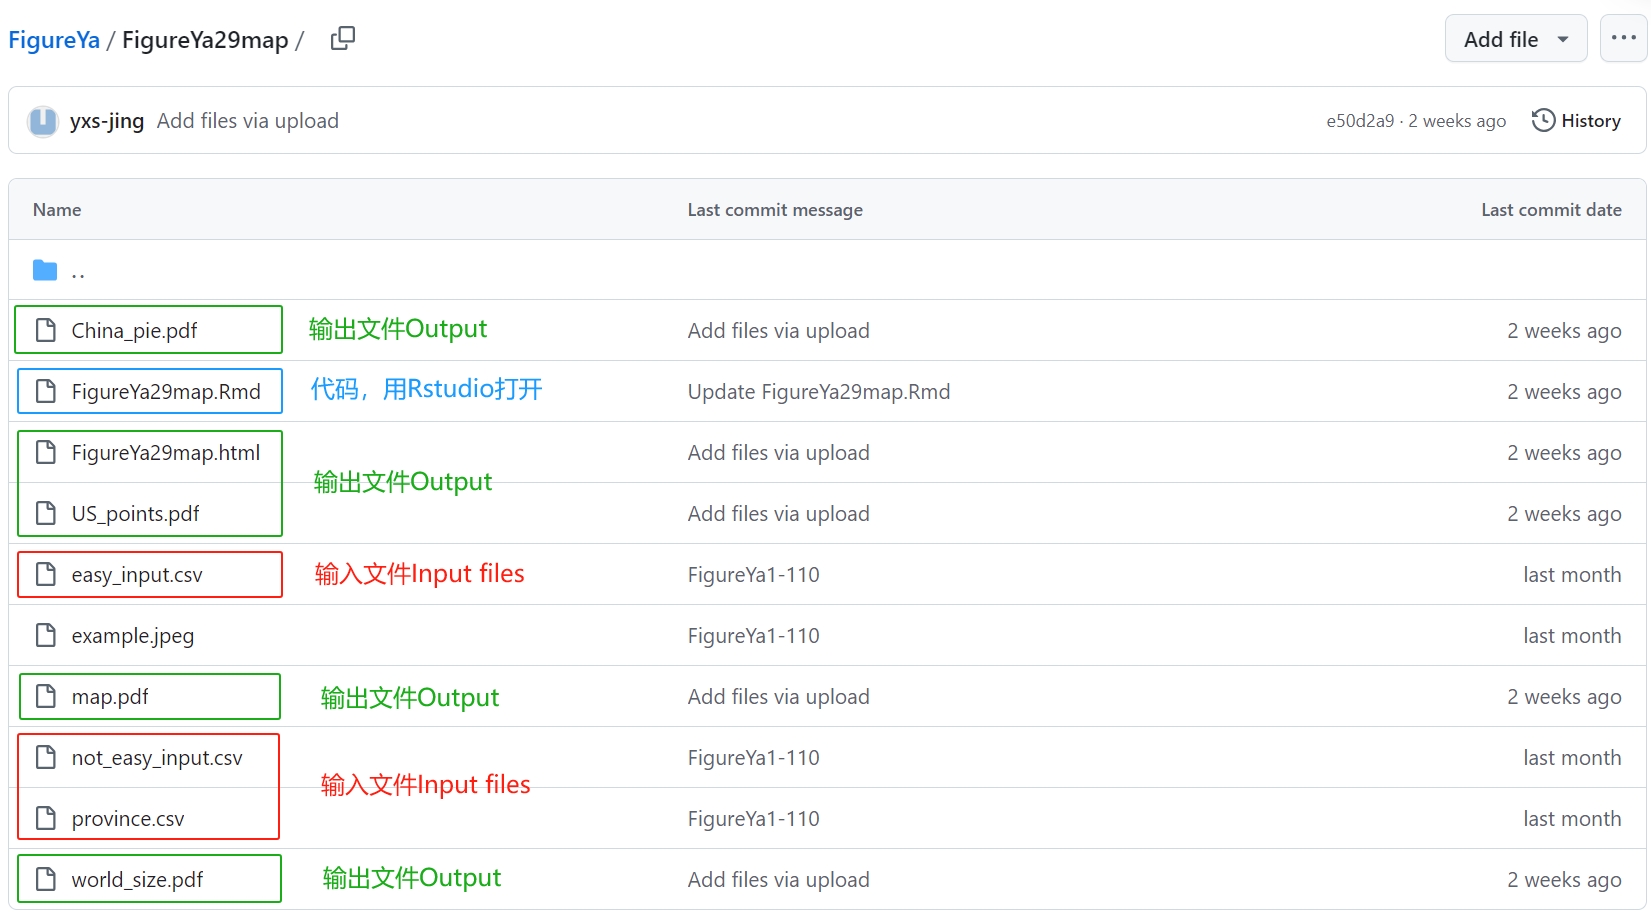 FigureYa / FigureYa29map /
Add file
yxs-jing Add files via upload
e50d2a9 · 2 weeks ago
History
Name Last commit message Last commit date
..
China_pie.pdf 输出文件Output Add files via upload 2 weeks ago
FigureYa29map.Rmd 代码，用Rstudio打开 Update FigureYa29map.Rmd 2 weeks ago
FigureYa29map.html Add files via upload 2 weeks ago
输出文件Output
US_points.pdf Add files via upload 2 weeks ago
easy_input.csv 输入文件Input files FigureYa1-110 last month
example.jpeg FigureYa1-110 last month
map.pdf 输出文件Output Add files via upload 2 weeks ago
not_easy_input.csv FigureYa1-110 last month
输入文件Input files
province.csv FigureYa1-110 last month
world_size.pdf 输出文件Output Add files via upload 2 weeks ago